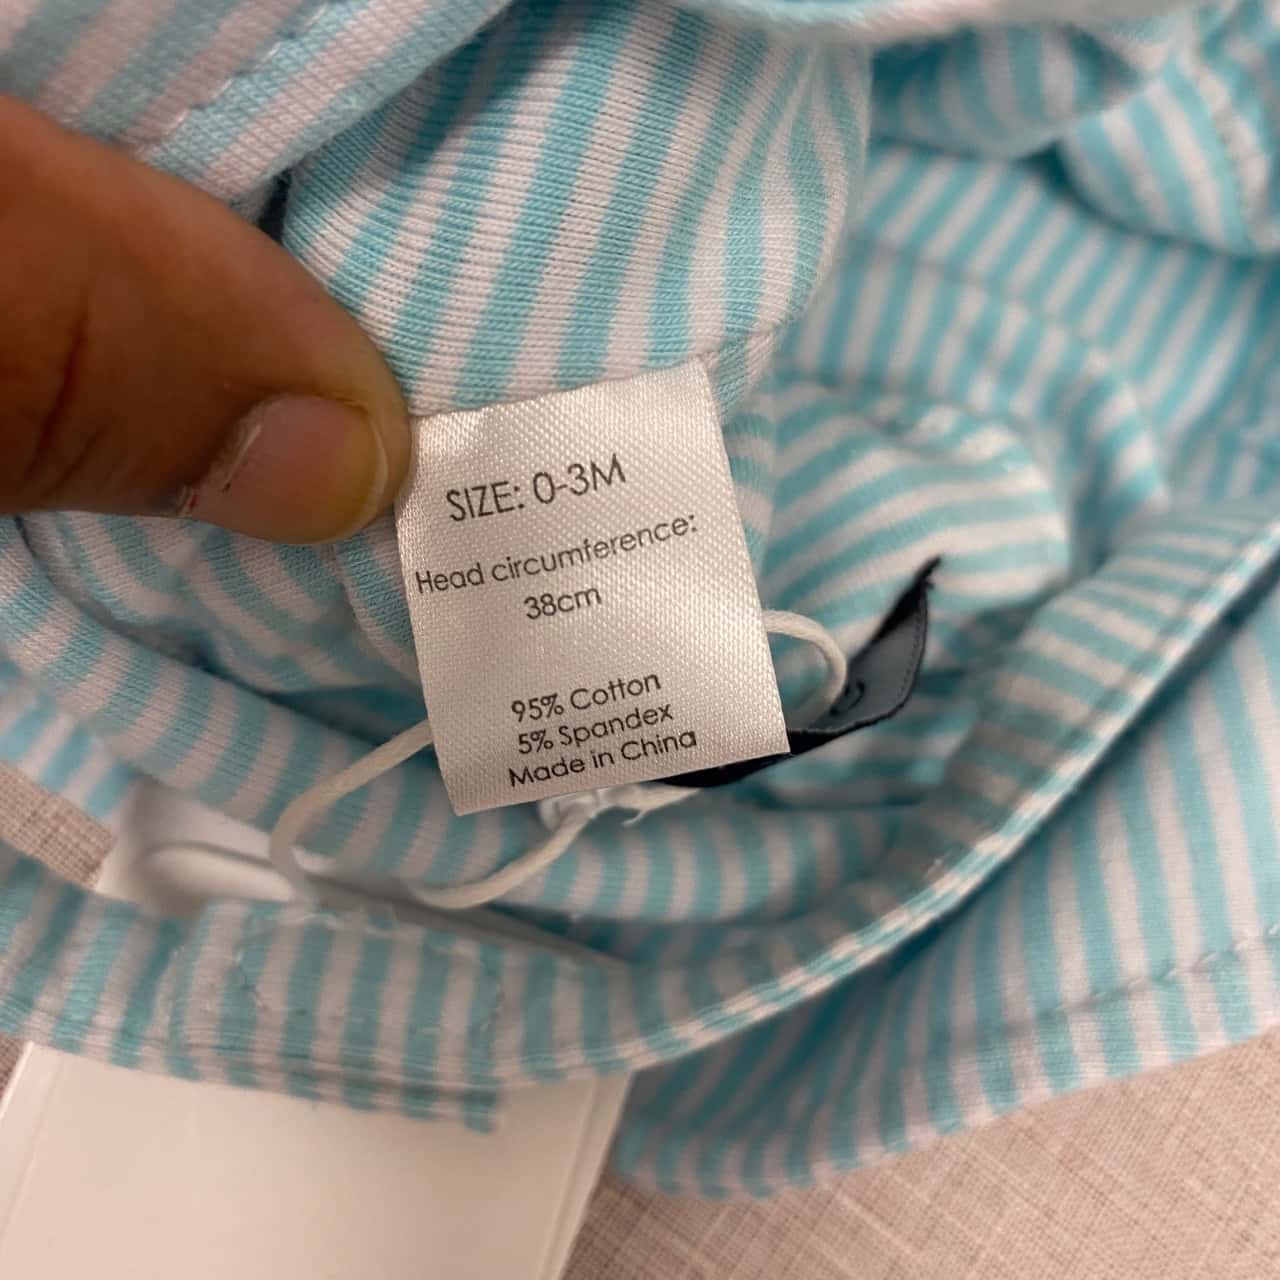 SIZE: 0-3M
Head circumference:
38cm
95% Cotton
5% Spandex
Made in China